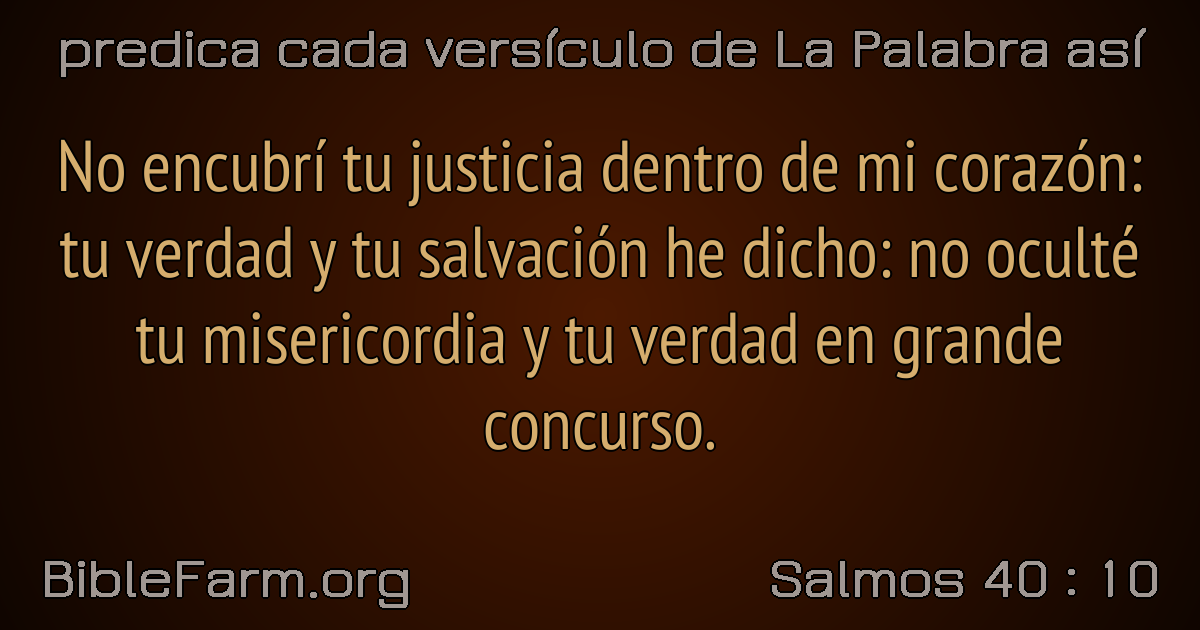 predica cada versículo de La Palabra así
No encubrí tu justicia dentro de mi corazón:
tu verdad y tu salvación he dicho: no oculté
tu misericordia y tu verdad en grande
concurso.
BibleFarm.org
Salmos 40 : 10